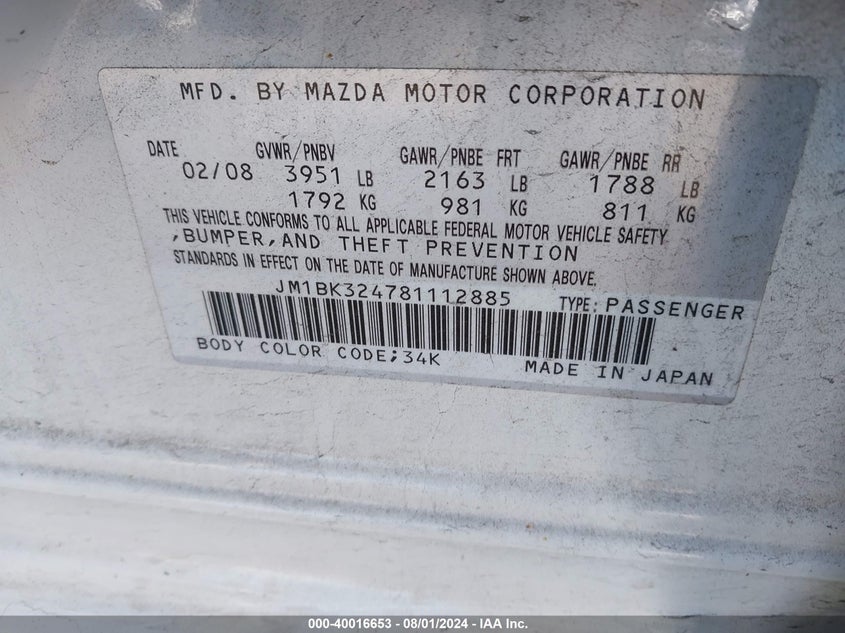 MFD. BY MAZDA MOTOR CORPORATION
DATE GVWR/PNBV GAWR/PNBE FRT GAWR/PNBE RR
02/08 3951 LB 2163 LB 1788 LB
1792 KG 981 KG 811 KG
THIS VEHICLE CONFORMS TO ALL APPLICABLE FEDERAL MOTOR VEHICLE SAFETY
,BUMPER,AND THEFT PREVENTION
STANDARDS IN EFFECT ON THE DATE OF MANUFACTURE SHOWN ABOVE.
JM1BK324781112885 TYPE: PASSENGER
BODY COLOR CODE;34K MADE IN JAPAN
000-40016653 - 08/01/2024 - IAA Inc.